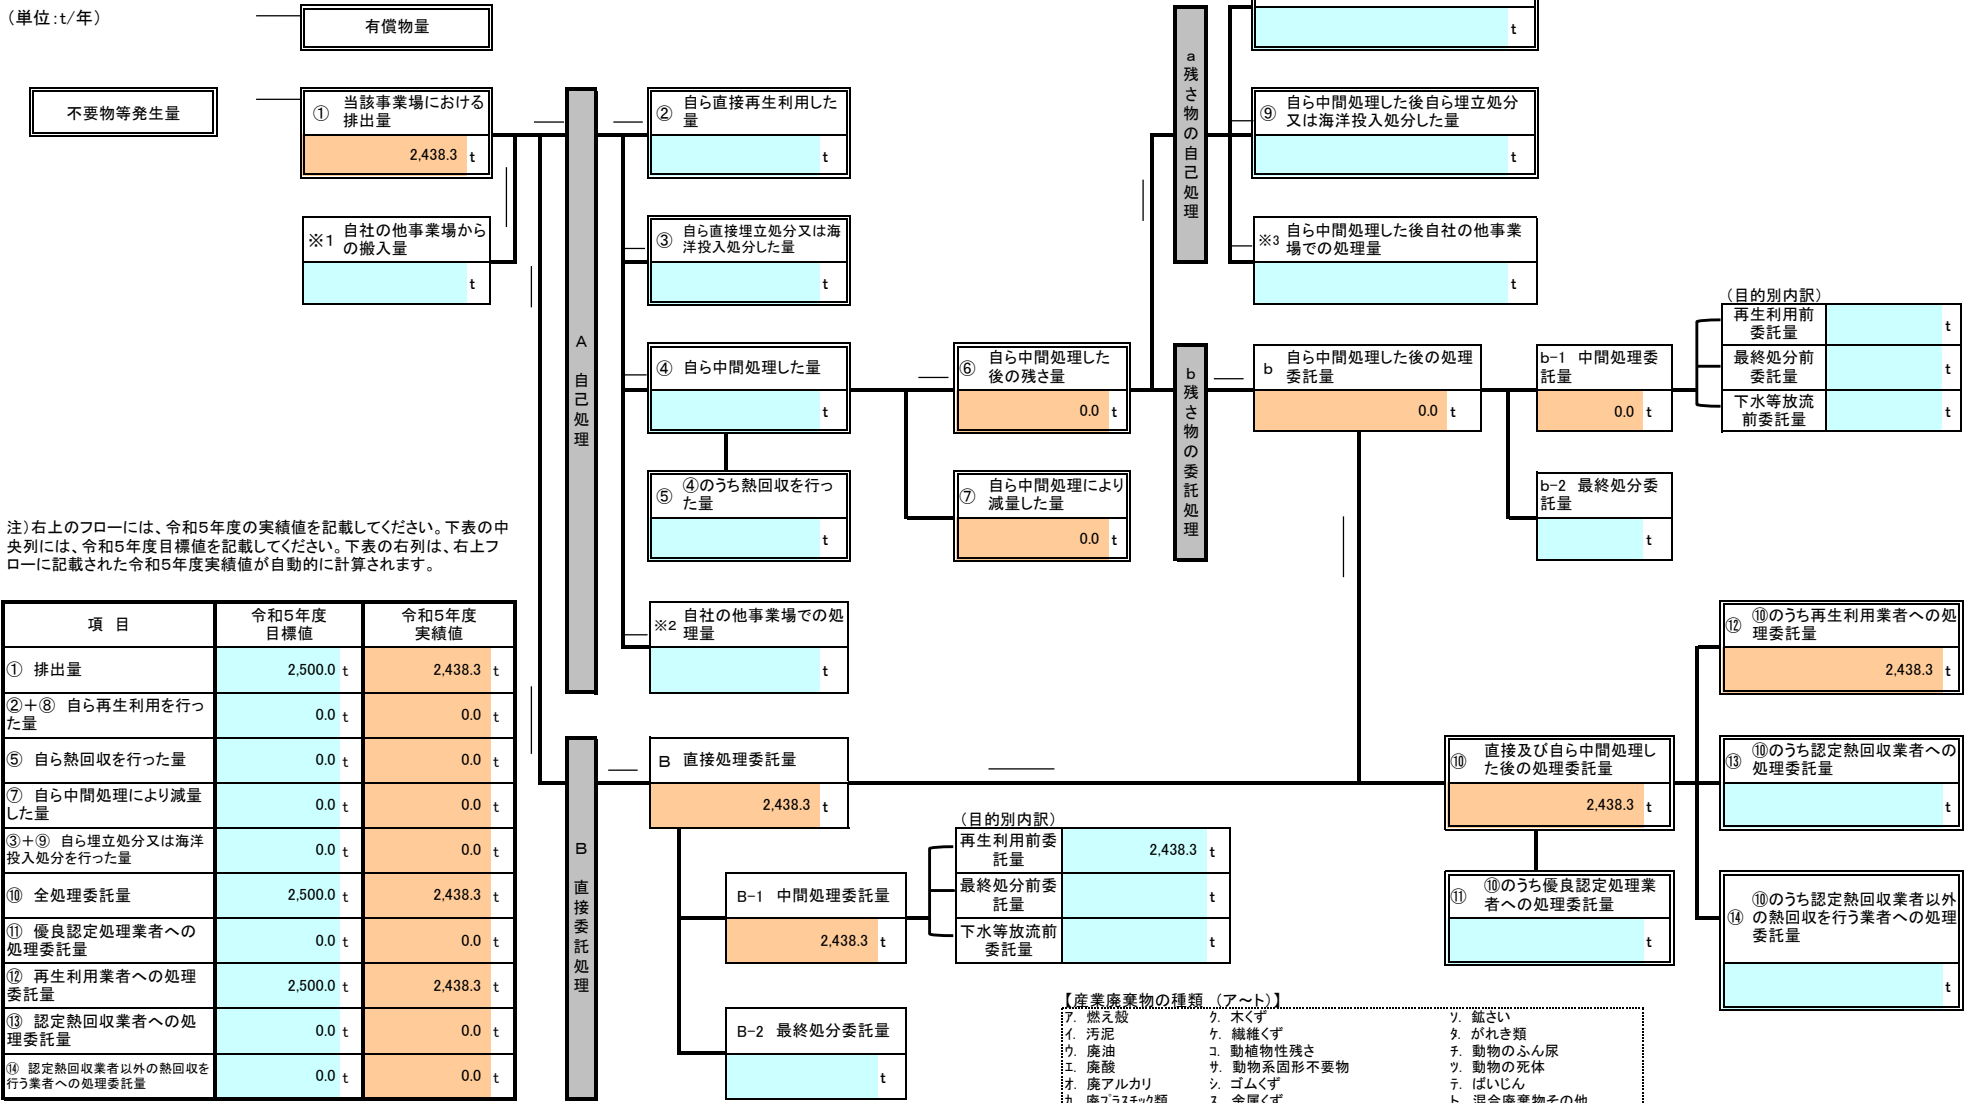 （単位：t/年）
有償物量
t
不要物等発生量
① 当該事業場における
排出量
2,438.3 t
※1 自社の他事業場から
の搬入量
t
A 自己処理
② 自ら直接再生利用した
量
t
③ 自ら直接埋立処分又は海
洋投入処分した量
t
④ 自ら中間処理した量
t
⑤ ④のうち熱回収を行っ
た量
t
※2 自社の他事業場での処
理量
t
⑥ 自ら中間処理した
後の残さ量
0.0 t
⑦ 自ら中間処理により
減量した量
0.0 t
a 残さ物の自己処理
⑨ 自ら中間処理した後自ら埋立処分
又は海洋投入処分した量
t
※3 自ら中間処理した後自社の他事業
場での処理量
t
b 残さ物の委託処理
b 自ら中間処理した後の処理
委託量
0.0 t
b-1 中間処理委
託量
0.0 t
（目的別内訳）
再生利用前
委託量
t
最終処分前
委託量
t
下水等放流
前委託量
t
b-2 最終処分委
託量
t
注）右上のフローには、令和5年度の実績値を記載してください。下表の中
央列には、令和5年度目標値を記載してください。下表の右列は、右上フ
ローに記載された令和5年度実績値が自動的に計算されます。
項 目
令和5年度
目標値
令和5年度
実績値
① 排出量 2,500.0 t 2,438.3 t
②＋⑧ 自ら再生利用を行っ
た量 0.0 t 0.0 t
⑤ 自ら熱回収を行った量 0.0 t 0.0 t
⑦ 自ら中間処理により減量
した量 0.0 t 0.0 t
③＋⑨ 自ら埋立処分又は海洋
投入処分を行った量 0.0 t 0.0 t
⑩ 全処理委託量 2,500.0 t 2,438.3 t
⑪ 優良認定処理業者への
処理委託量 0.0 t 0.0 t
⑫ 再生利用業者への処理
委託量 2,500.0 t 2,438.3 t
⑬ 認定熱回収業者への処
理委託量 0.0 t 0.0 t
⑭ 認定熱回収業者以外の熱回収を
行う業者への処理委託量 0.0 t 0.0 t
B 直接委託処理
B 直接処理委託量
2,438.3 t
B-1 中間処理委託量
2,438.3 t
（目的別内訳）
再生利用前委
託量
2,438.3 t
最終処分前委
託量
t
下水等放流前
委託量
t
B-2 最終処分委託量
t
⑩ 直接及び自ら中間処理し
た後の処理委託量
2,438.3 t
⑪ ⑩のうち優良認定処理業
者への処理委託量
t
⑫ ⑩のうち再生利用業者への処
理委託量
2,438.3 t
⑬ ⑩のうち認定熱回収業者への
処理委託量
t
⑭ ⑩のうち認定熱回収業者以外
の熱回収を行う業者への処理
委託量
t
【産業廃棄物の種類 （ア～ト）】
ア. 燃え殻 ク. 木くず ソ. 鉱さい
イ. 汚泥 ケ. 繊維くず タ. がれき類
ウ. 廃油 コ. 動植物性残さ チ. 動物のふん尿
エ. 廃酸 サ. 動物系固形不要物 ツ. 動物の死体
オ. 廃アルカリ シ. ゴムくず テ. ばいじん
カ. 廃プラスチック類 ス. 金属くず ト. 混合廃棄物その他